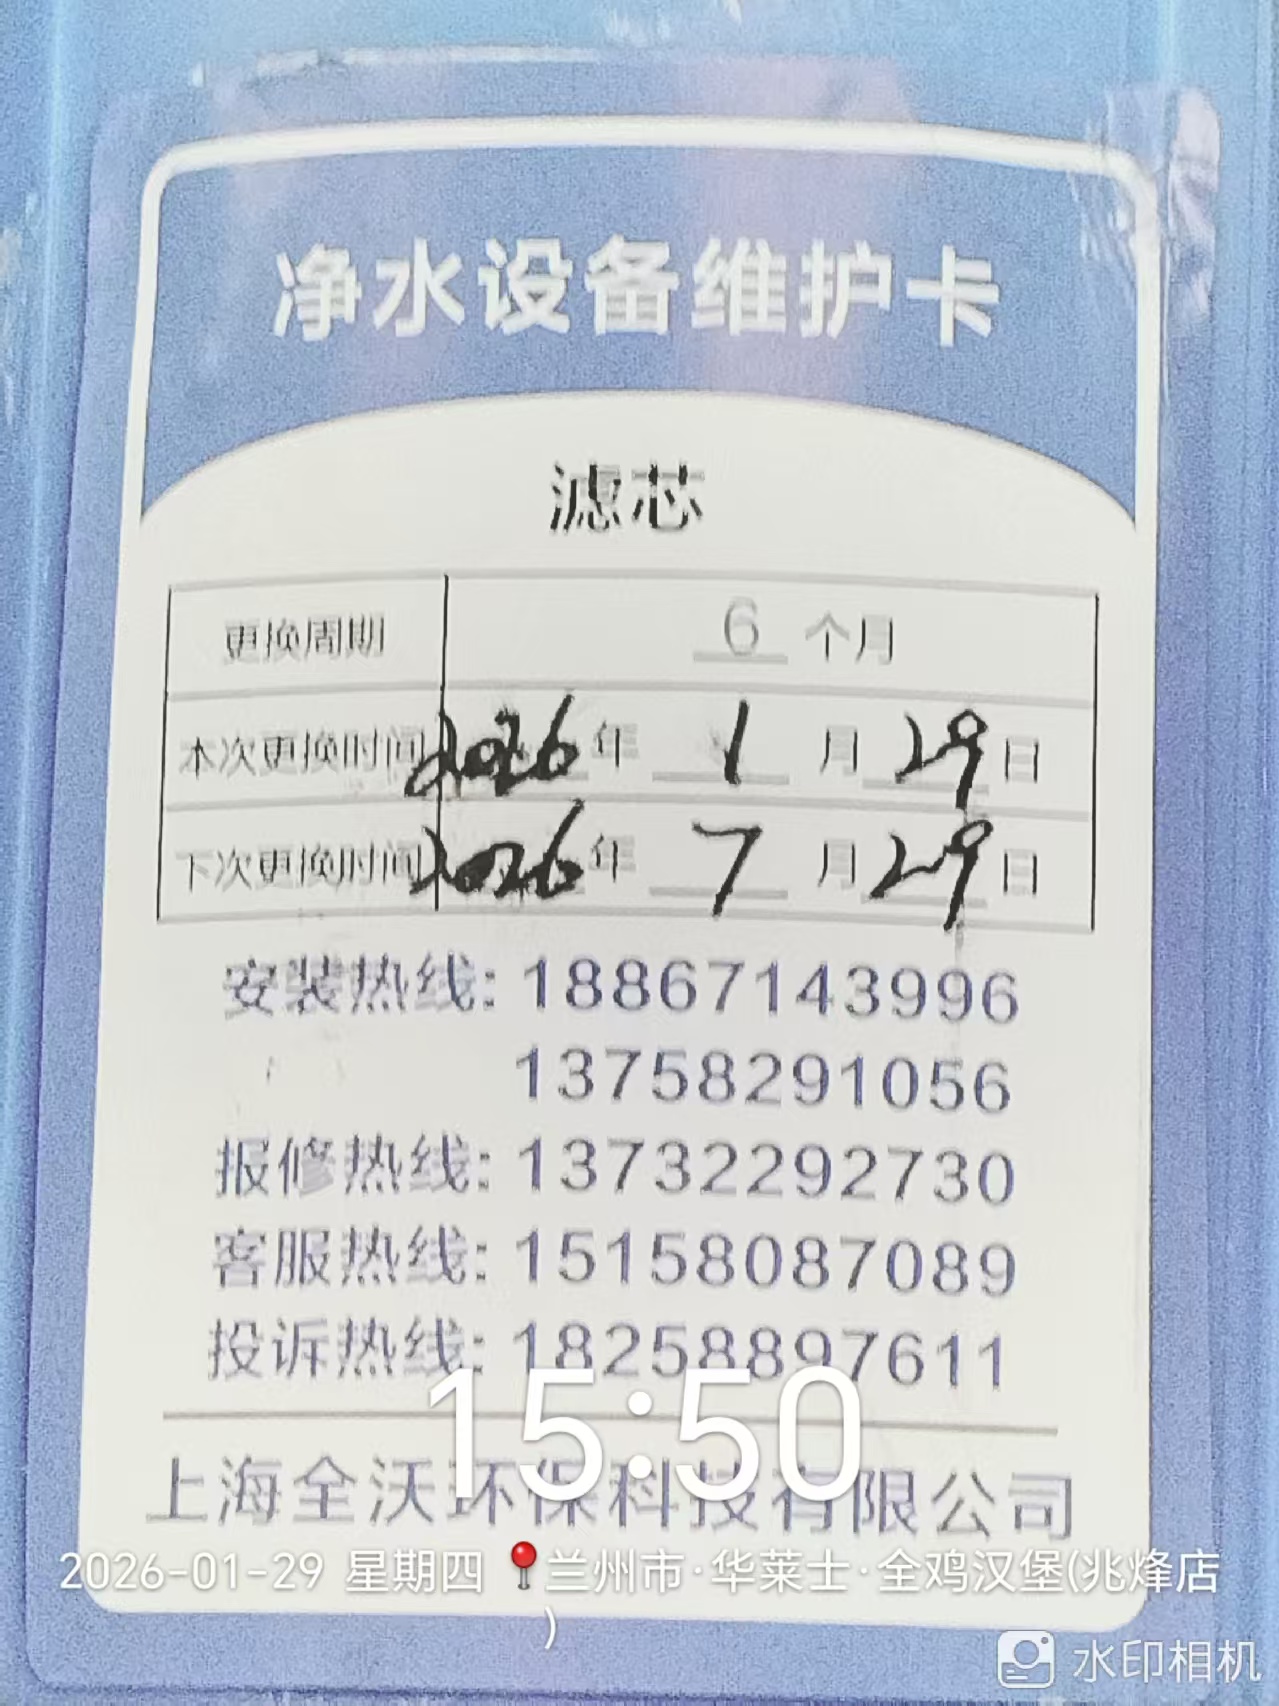 净水设备维护卡
滤芯
更换周期 6 个月
本次更换时间 2026 年 1 月 29 日
下次更换时间 2026 年 7 月 29 日
安装热线: 18867143996
13758291056
报修热线: 13732292730
客服热线: 15158087089
投诉热线: 18258897611
15:50
上海全沃环保科技有限公司
2026-01-29 星期四 📍兰州市·华莱士·全鸡汉堡(兆烽店
)
水印相机